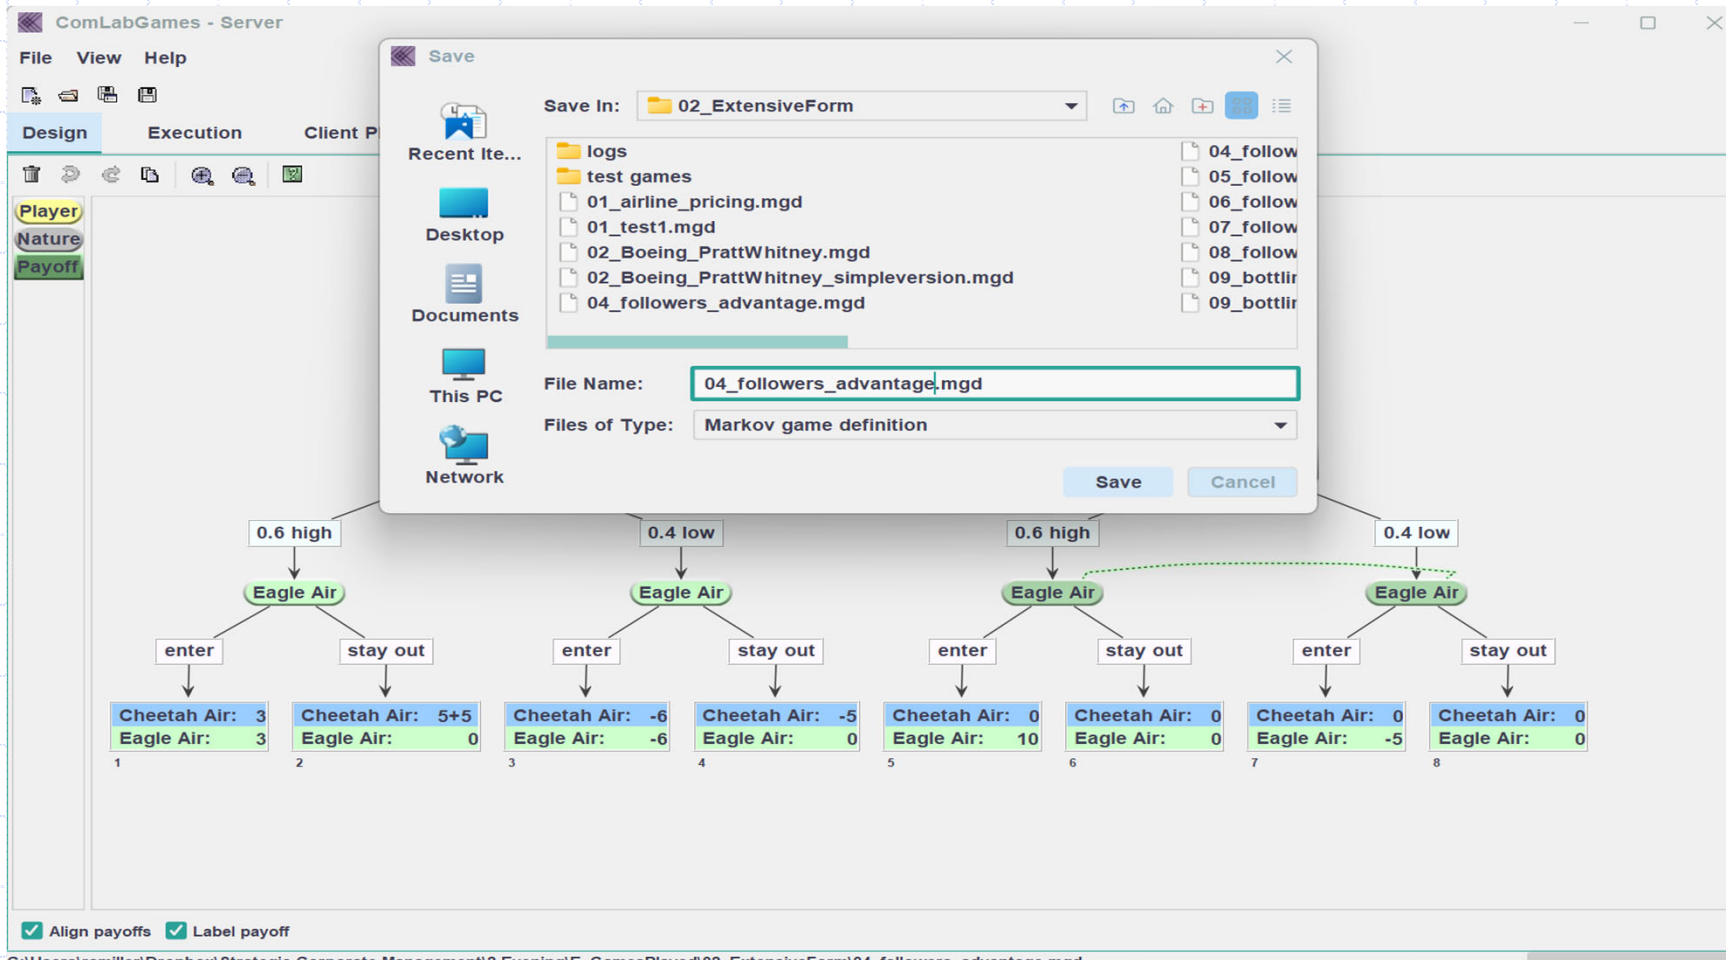 ComLabGames - Server
File View Help
Design Execution Client P
Player
Nature
Payoff
Save
Save In: 02_ExtensiveForm
Recent Ite...
Desktop
Documents
This PC
Network
logs
test games
01_airline_pricing.mgd
01_test1.mgd
02_Boeing_PrattWhitney.mgd
02_Boeing_PrattWhitney_simpleversion.mgd
04_followers_advantage.mgd
04_follow
05_follow
06_follow
07_follow
08_follow
09_bottlin
09_bottlin
File Name: 04_followers_advantage.mgd
Files of Type: Markov game definition
Save Cancel
0.6 high 0.4 low 0.6 high 0.4 low
Eagle Air Eagle Air Eagle Air Eagle Air
enter stay out enter stay out enter stay out enter stay out
Cheetah Air: 3 Cheetah Air: 5+5 Cheetah Air: -6 Cheetah Air: -5 Cheetah Air: 0 Cheetah Air: 0 Cheetah Air: 0 Cheetah Air: 0
Eagle Air: 3 Eagle Air: 0 Eagle Air: -6 Eagle Air: 0 Eagle Air: 10 Eagle Air: 0 Eagle Air: -5 Eagle Air: 0
1 2 3 4 5 6 7 8
Align payoffs Label payoff